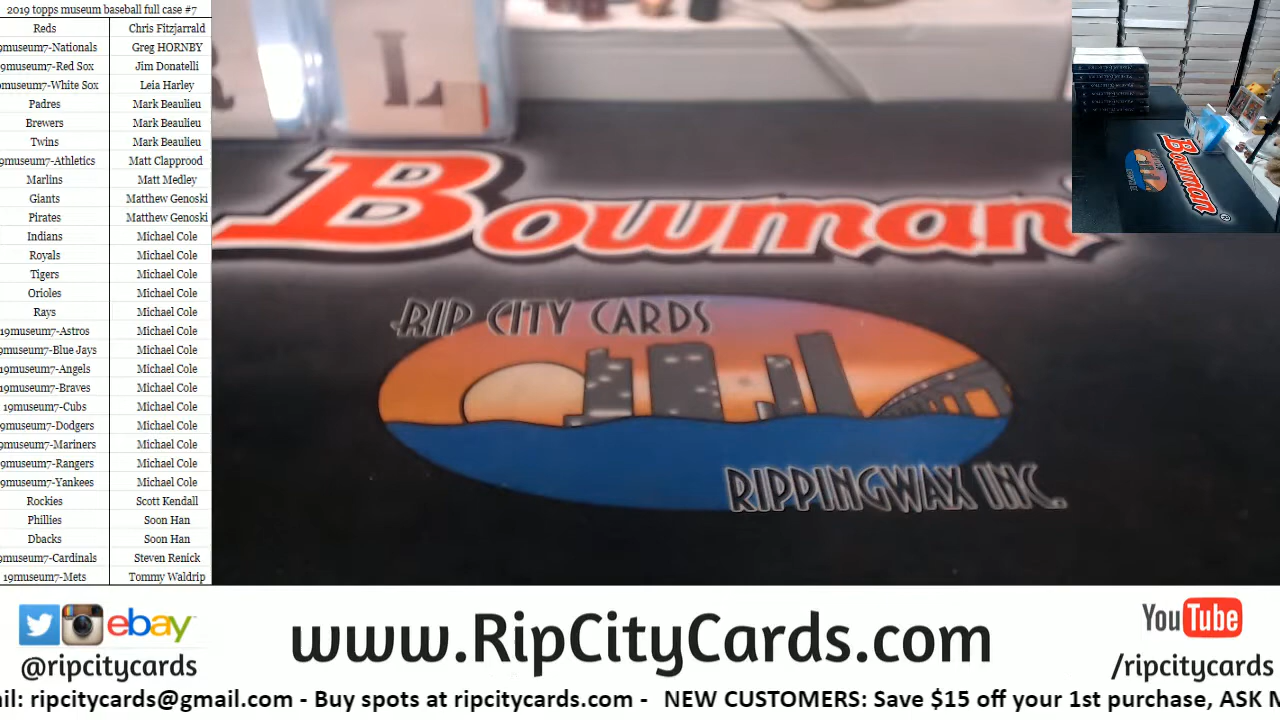 2019 topps museum baseball full case #7
Reds Chris Fitzjarrald
9museum7-Nationals Greg HORNBY
9museum7-Red Sox Jim Donatelli
museum7-White Sox Leia Harley
Padres Mark Beaulieu
Brewers Mark Beaulieu
Twins Mark Beaulieu
9museum7-Athletics Matt Clapprood
Marlins Matt Medley
Giants Matthew Genoski
Pirates Matthew Genoski
Indians Michael Cole
Royals Michael Cole
Tigers Michael Cole
Orioles Michael Cole
Rays Michael Cole
19museum7-Astros Michael Cole
9museum7-Blue Jays Michael Cole
19museum7-Angels Michael Cole
19museum7-Braves Michael Cole
19museum7-Cubs Michael Cole
9museum7-Dodgers Michael Cole
9museum7-Mariners Michael Cole
9museum7-Rangers Michael Cole
9museum7-Yankees Michael Cole
Rockies Scott Kendall
Phillies Soon Han
Dbacks Soon Han
9museum7-Cardinals Steven Renick
19museum7-Mets Tommy Waldrip
R L
Bowman
RIP CITY CARDS
RIPPINGWAX INC.
Bowman
ebay
@ripcitycards
www.RipCityCards.com
YouTube
/ripcitycards
il: ripcitycards@gmail.com - Buy spots at ripcitycards.com - NEW CUSTOMERS: Save $15 off your 1st purchase, ASK M